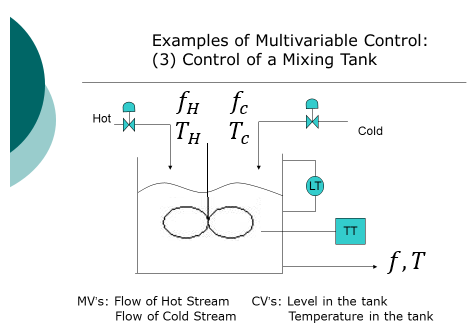 Examples of Multivariable Control:
(3) Control of a Mixing Tank
Hot
f_H
f_c
T_H
T_c
Cold
LT
TT
f, T
MV's: Flow of Hot Stream
Flow of Cold Stream
CV's: Level in the tank
Temperature in the tank